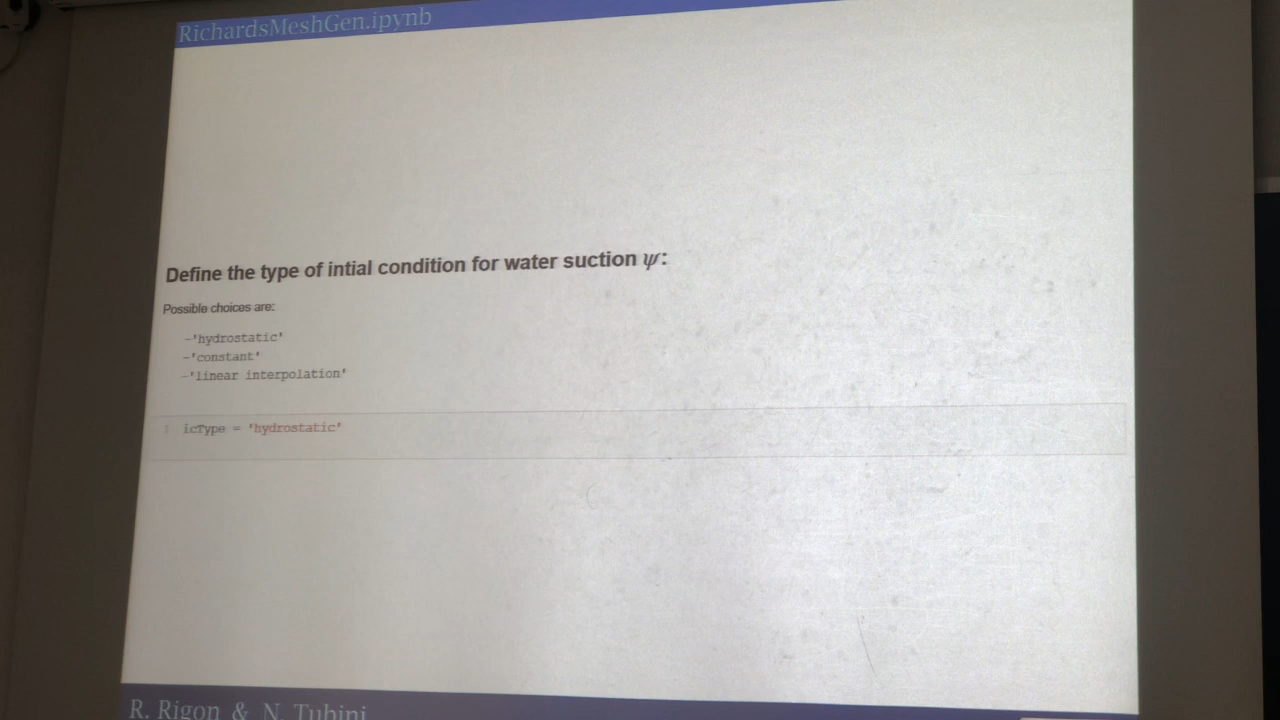 RichardsMeshGen.ipynb
Define the type of intial condition for water suction ψ:
Possible choices are:
-'hydrostatic'
-'constant'
-'linear interpolation'
1 icType = 'hydrostatic'
R. Rigon & N. Tubini